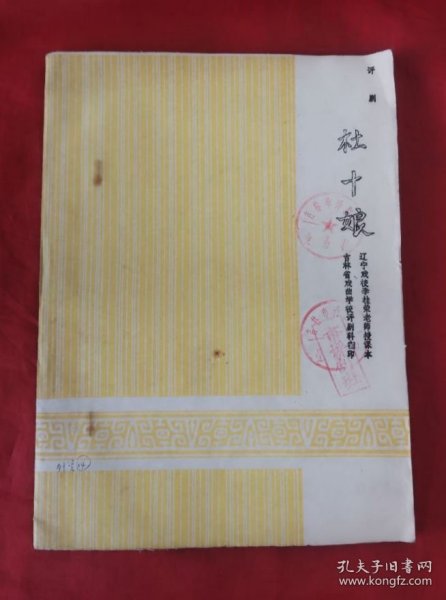 评剧
杜十娘
辽宁戏校李桂荣老师授课本
吉林省戏曲学校评剧科翻印
孔夫子旧书网
www.kongfz.com